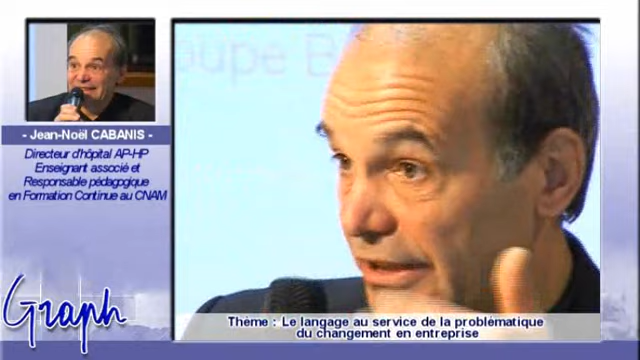 oupe B
- Jean-Noël CABANIS -
Directeur d'hôpital AP-HP
Enseignant associé et
Responsable pédagogique
en Formation Continue au CNAM
Graph
Thème : Le langage au service de la problématique
du changement en entreprise